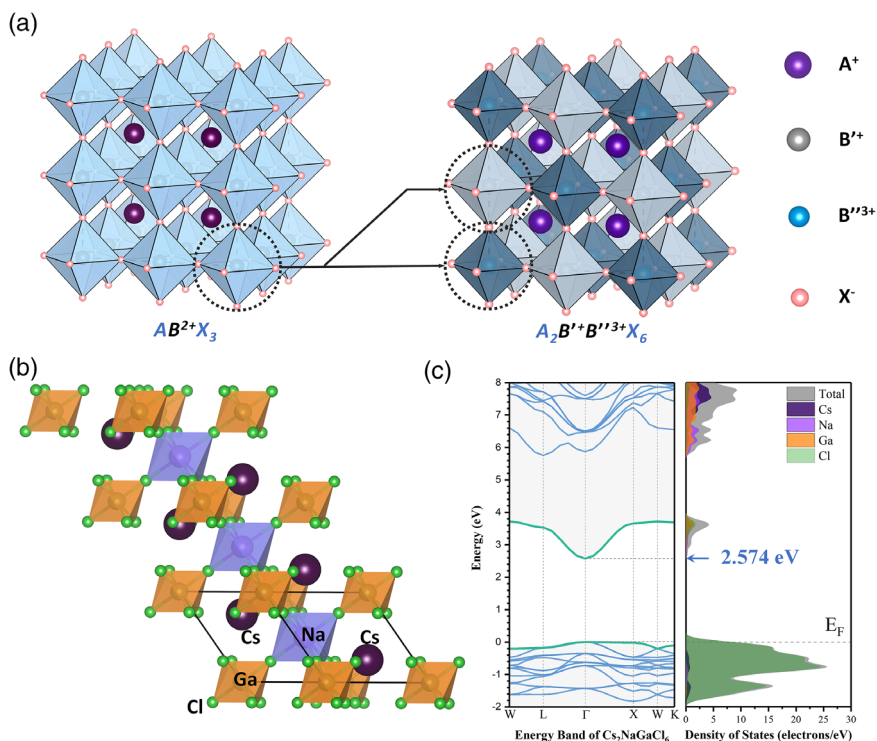 (a)
A⁺
B'⁺
B''³⁺
X⁻
AB²⁺X₃
A₂B'⁺B''³⁺X₆
(b)
Cs
Na
Cs
Ga
Cl
(c)
8
7
6
5
4
3
2
1
0
-1
-2
Energy (eV)
W
L
Γ
X
W
K
Energy Band of Cs₂NaGaCl₆
Total
Cs
Na
Ga
Cl
2.574 eV
E_F
0
5
10
15
20
25
30
Density of States (electrons/eV)